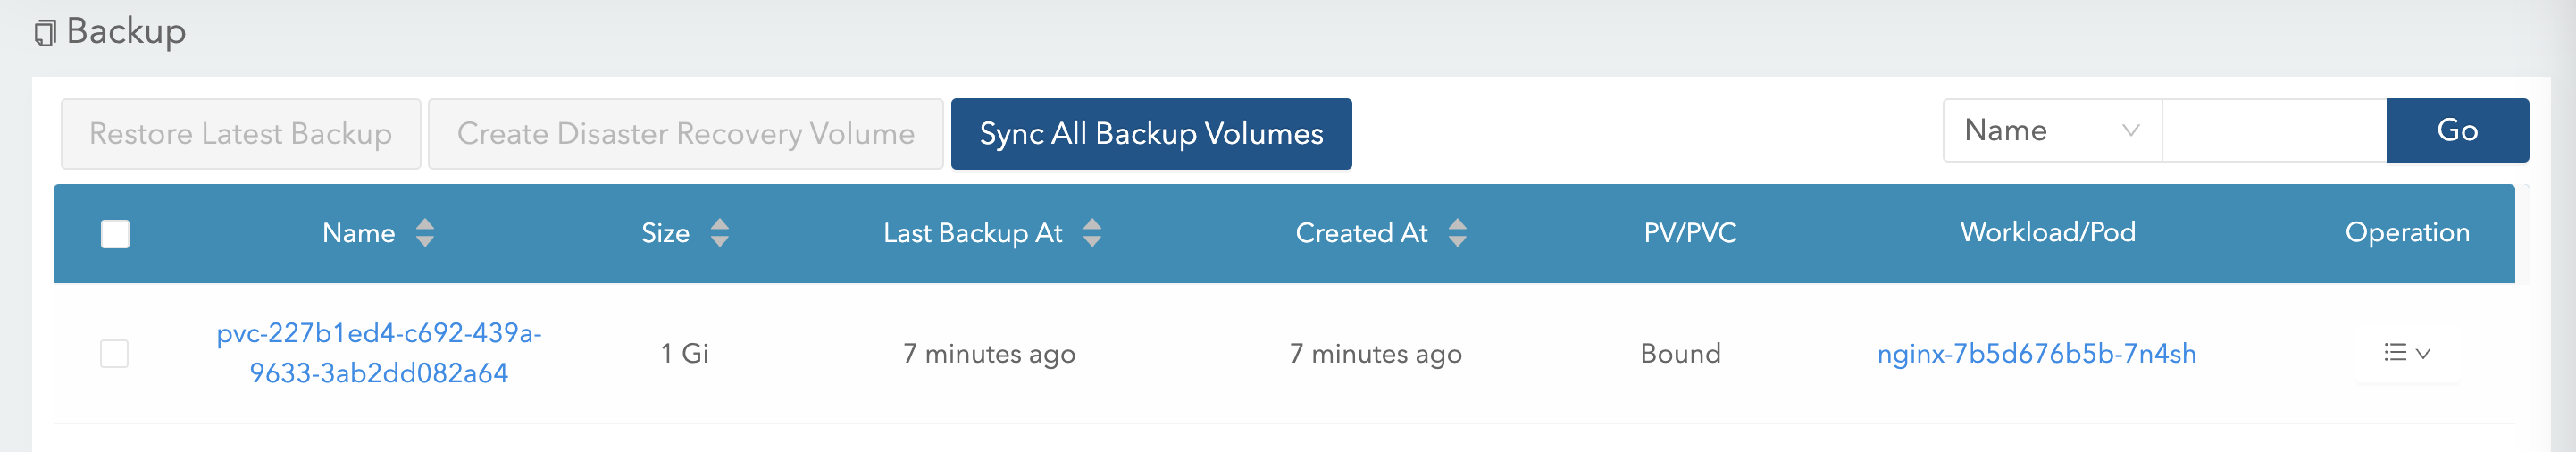 Backup
Restore Latest Backup Create Disaster Recovery Volume Sync All Backup Volumes Name Go
Name Size Last Backup At Created At PV/PVC Workload/Pod Operation
pvc-227b1ed4-c692-439a-
9633-3ab2dd082a64 1 Gi 7 minutes ago 7 minutes ago Bound nginx-7b5d676b5b-7n4sh